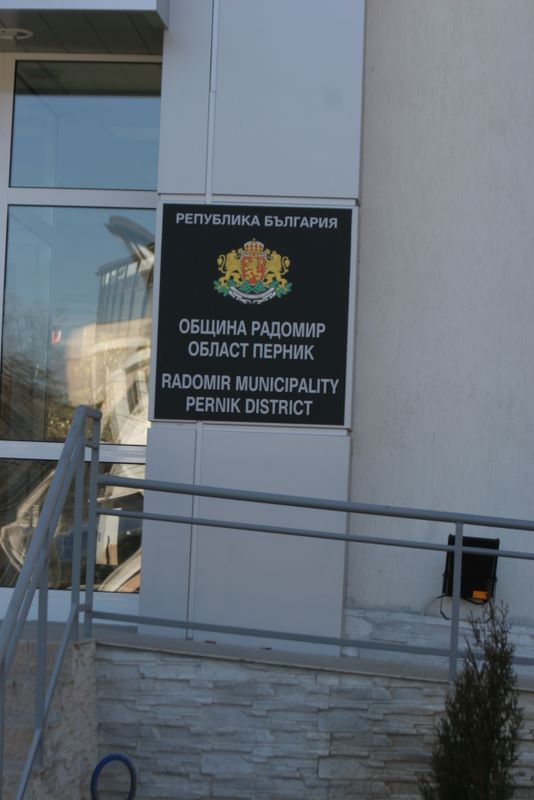 РЕПУБЛИКА БЪЛГАРИЯ
ОБЩИНА РАДОМИР
ОБЛАСТ ПЕРНИК
RADOMIR MUNICIPALITY
PERNIK DISTRICT